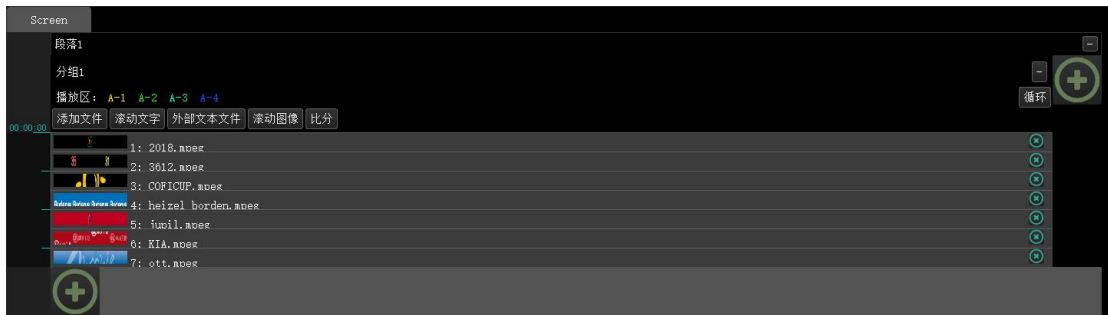 Screen
段落1
分组1
播放区: A-1 A-2 A-3 A-4
循环
添加文件 滚动文字 外部文本文件 滚动图像 比分
00:00:00
1: 2018.mpeg
2: 3612.mpeg
3: COFICUP.mpeg
4: heizel borden.mpeg
5: jupil.mpeg
6: KIA.mpeg
7: ott.mpeg